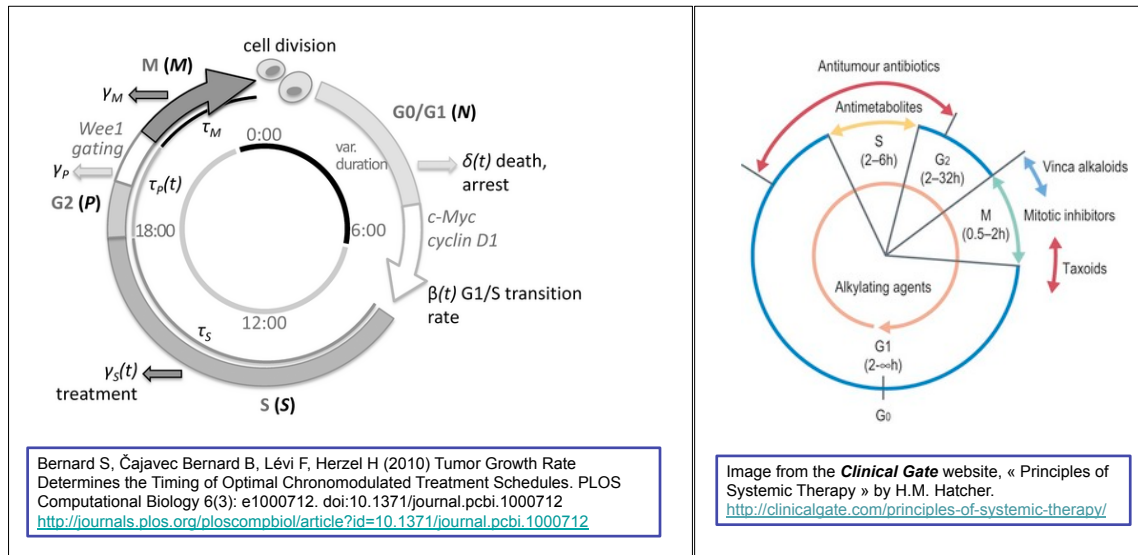 cell division
M (M)
γM
Wee1
gating
γP
G2 (P)
τM
τP(t)
0:00
18:00
6:00
12:00
var.
duration
G0/G1 (N)
δ(t) death,
arrest
c-Myc
cyclin D1
β(t) G1/S transition
rate
τS
γS(t)
treatment
S (S)
Bernard S, Čajavec Bernard B, Lévi F, Herzel H (2010) Tumor Growth Rate
Determines the Timing of Optimal Chronomodulated Treatment Schedules. PLOS
Computational Biology 6(3): e1000712. doi:10.1371/journal.pcbi.1000712
http://journals.plos.org/ploscompbiol/article?id=10.1371/journal.pcbi.1000712
Antitumour antibiotics
Antimetabolites
S
(2–6h)
G2
(2–32h)
Vinca alkaloids
M
(0.5–2h)
Mitotic inhibitors
Taxoids
Alkylating agents
G1
(2-∞h)
G0
Image from the Clinical Gate website, « Principles of
Systemic Therapy » by H.M. Hatcher.
http://clinicalgate.com/principles-of-systemic-therapy/